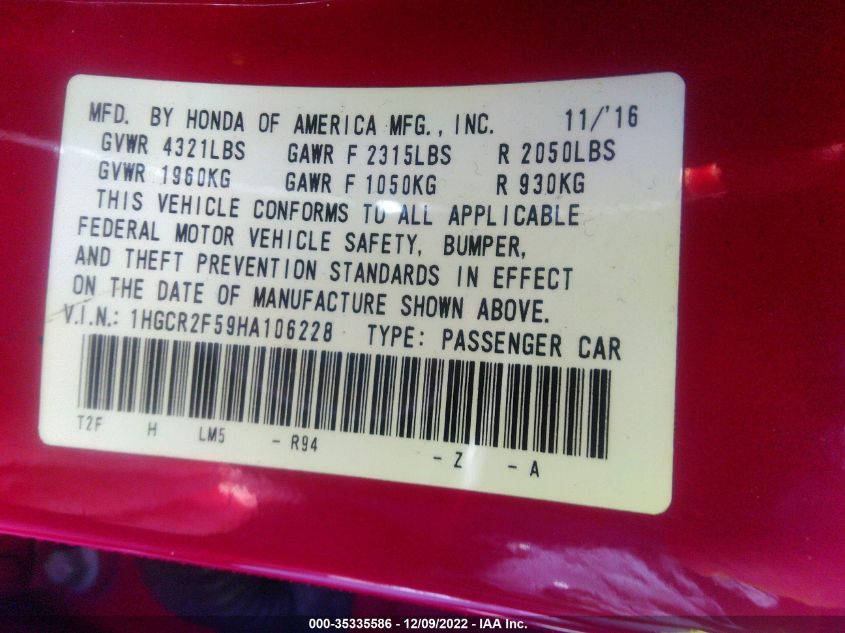 MFD. BY HONDA OF AMERICA MFG., INC. 11/'16
GVWR 4321LBS GAWR F 2315LBS R 2050LBS
GVWR 1960KG GAWR F 1050KG R 930KG
THIS VEHICLE CONFORMS TO ALL APPLICABLE
FEDERAL MOTOR VEHICLE SAFETY, BUMPER,
AND THEFT PREVENTION STANDARDS IN EFFECT
ON THE DATE OF MANUFACTURE SHOWN ABOVE.
V.I.N.: 1HGCR2F59HA106228 TYPE: PASSENGER CAR
T2F H LM5 - R94 - Z - A
000-35335586 - 12/09/2022 - IAA Inc.